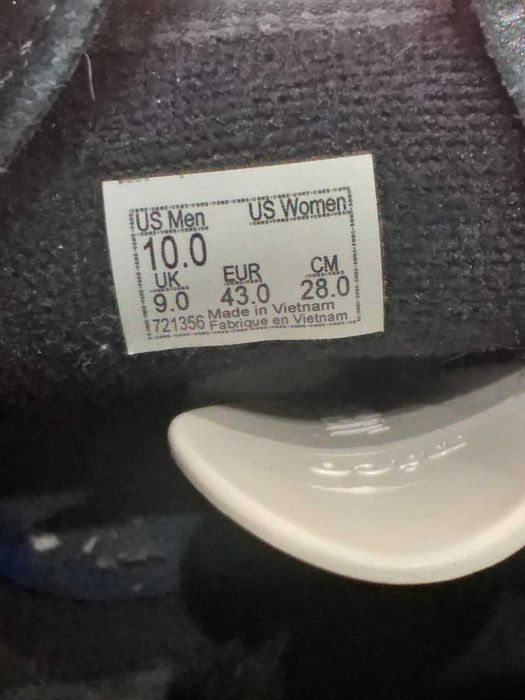 US Men US Women
10.0
UK EUR CM
9.0 43.0 28.0
721356 Made in Vietnam
Fabrique en Vietnam